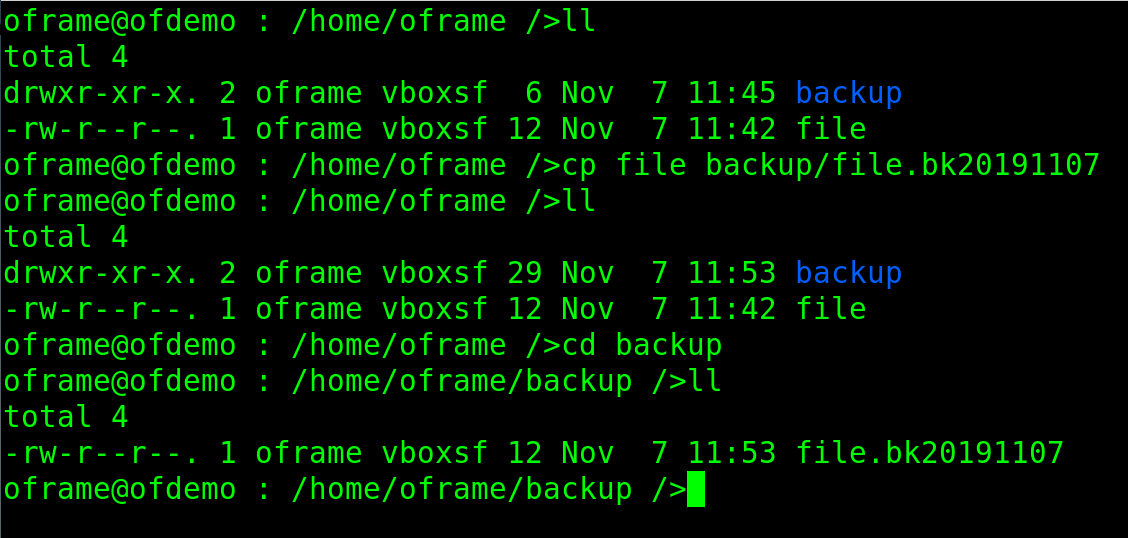 oframe@ofdemo : /home/oframe />ll
total 4
drwxr-xr-x. 2 oframe vboxsf  6 Nov  7 11:45 backup
-rw-r--r--. 1 oframe vboxsf 12 Nov  7 11:42 file
oframe@ofdemo : /home/oframe />cp file backup/file.bk20191107
oframe@ofdemo : /home/oframe />ll
total 4
drwxr-xr-x. 2 oframe vboxsf 29 Nov  7 11:53 backup
-rw-r--r--. 1 oframe vboxsf 12 Nov  7 11:42 file
oframe@ofdemo : /home/oframe />cd backup
oframe@ofdemo : /home/oframe/backup />ll
total 4
-rw-r--r--. 1 oframe vboxsf 12 Nov  7 11:53 file.bk20191107
oframe@ofdemo : /home/oframe/backup />